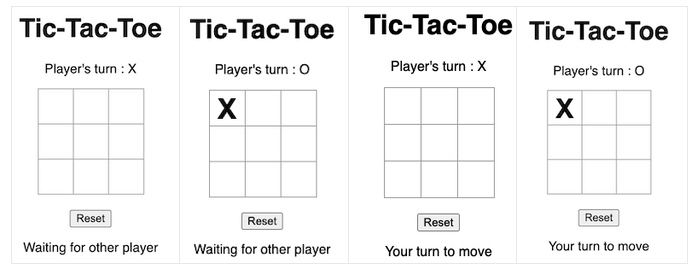 Tic-Tac-Toe
Player's turn : X
Reset
Waiting for other player
Tic-Tac-Toe
Player's turn : O
X
Reset
Waiting for other player
Tic-Tac-Toe
Player's turn : X
Reset
Your turn to move
Tic-Tac-Toe
Player's turn : O
X
Reset
Your turn to move